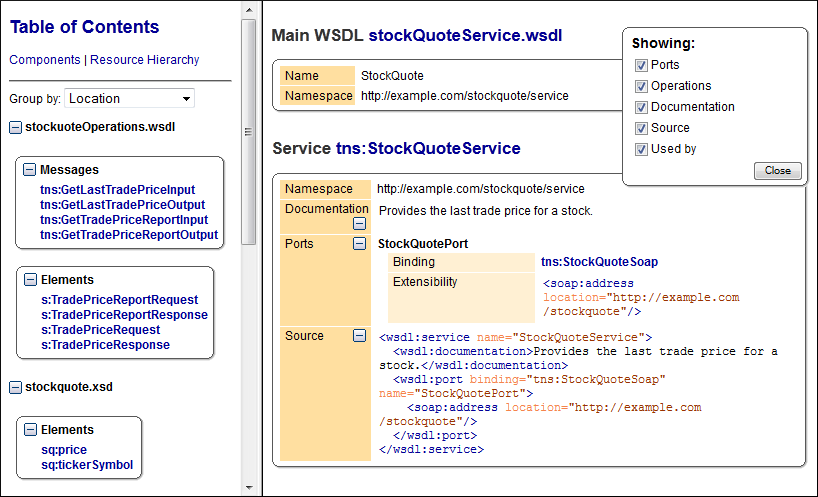 Table of Contents
Components | Resource Hierarchy
Group by: Location
stockuoteOperations.wsdl
Messages
tns:GetLastTradePriceInput
tns:GetLastTradePriceOutput
tns:GetTradePriceReportInput
tns:GetTradePriceReportOutput
Elements
s:TradePriceReportRequest
s:TradePriceReportResponse
s:TradePriceRequest
s:TradePriceResponse
stockquote.xsd
Elements
sq:price
sq:tickerSymbol
Main WSDL stockQuoteService.wsdl
Name StockQuote
Namespace http://example.com/stockquote/service
Showing:
Ports
Operations
Documentation
Source
Used by
Close
Service tns:StockQuoteService
Namespace http://example.com/stockquote/service
Documentation Provides the last trade price for a stock.
Ports StockQuotePort
Binding tns:StockQuoteSoap
Extensibility <soap:address
location="http://example.com
/stockquote"/>
Source <wsdl:service name="StockQuoteService">
<wsdl:documentation>Provides the last trade price for a
stock.</wsdl:documentation>
<wsdl:port binding="tns:StockQuoteSoap"
name="StockQuotePort">
<soap:address location="http://example.com
/stockquote"/>
</wsdl:port>
</wsdl:service>